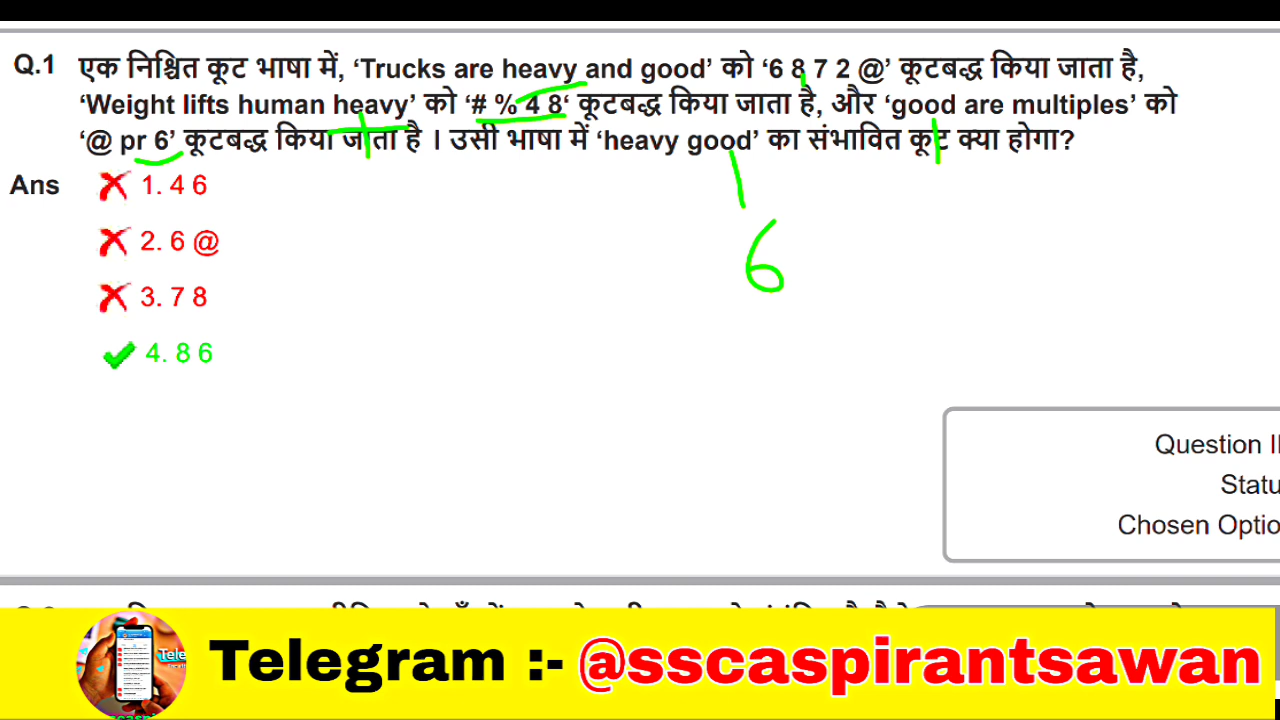 Q.1 एक निश्चित कूट भाषा में, ‘Trucks are heavy and good’ को ‘6 8 7 2 @’ कूटबद्ध किया जाता है,
‘Weight lifts human heavy’ को ‘# % 4 8‘ कूटबद्ध किया जाता है, और ‘good are multiples’ को
‘@ pr 6’ कूटबद्ध किया जाता है । उसी भाषा में ‘heavy good’ का संभावित कूट क्या होगा?
Ans 1. 4 6
2. 6 @
3. 7 8
4. 8 6
6
Question
Statu
Chosen Optio
Telegram :- @sscaspirantsawan